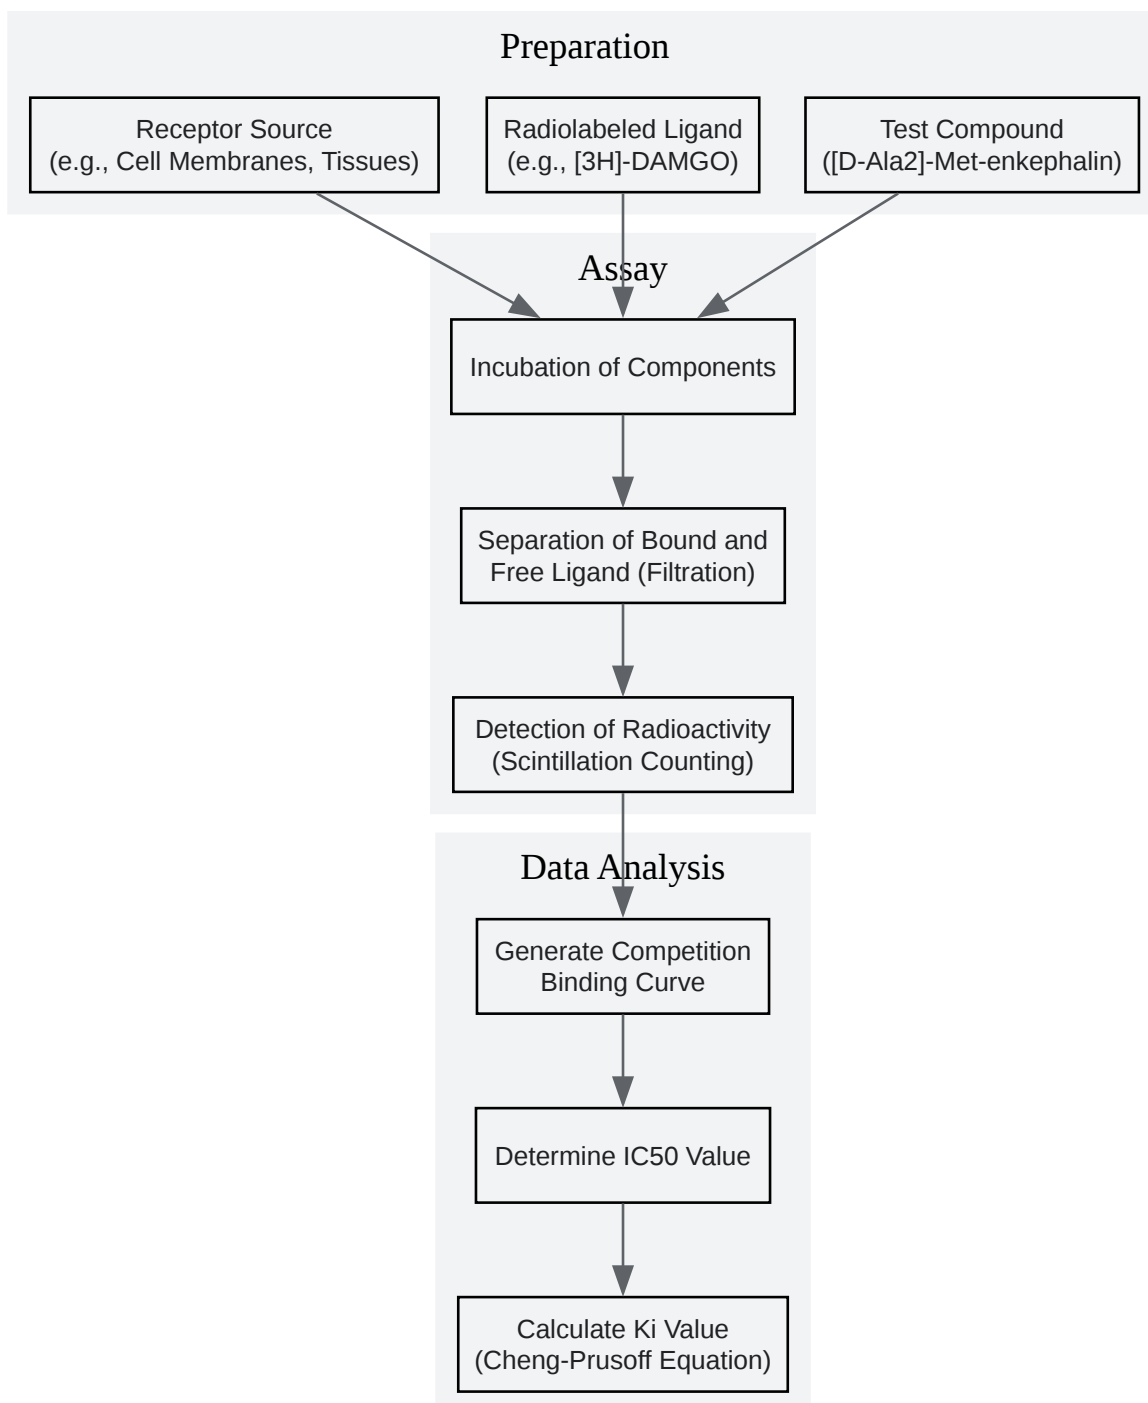 Preparation
Receptor Source
(e.g., Cell Membranes, Tissues)
Radiolabeled Ligand
(e.g., [3H]-DAMGO)
Test Compound
([D-Ala2]-Met-enkephalin)
Assay
Incubation of Components
Separation of Bound and
Free Ligand (Filtration)
Detection of Radioactivity
(Scintillation Counting)
Data Analysis
Generate Competition
Binding Curve
Determine IC50 Value
Calculate Ki Value
(Cheng-Prusoff Equation)